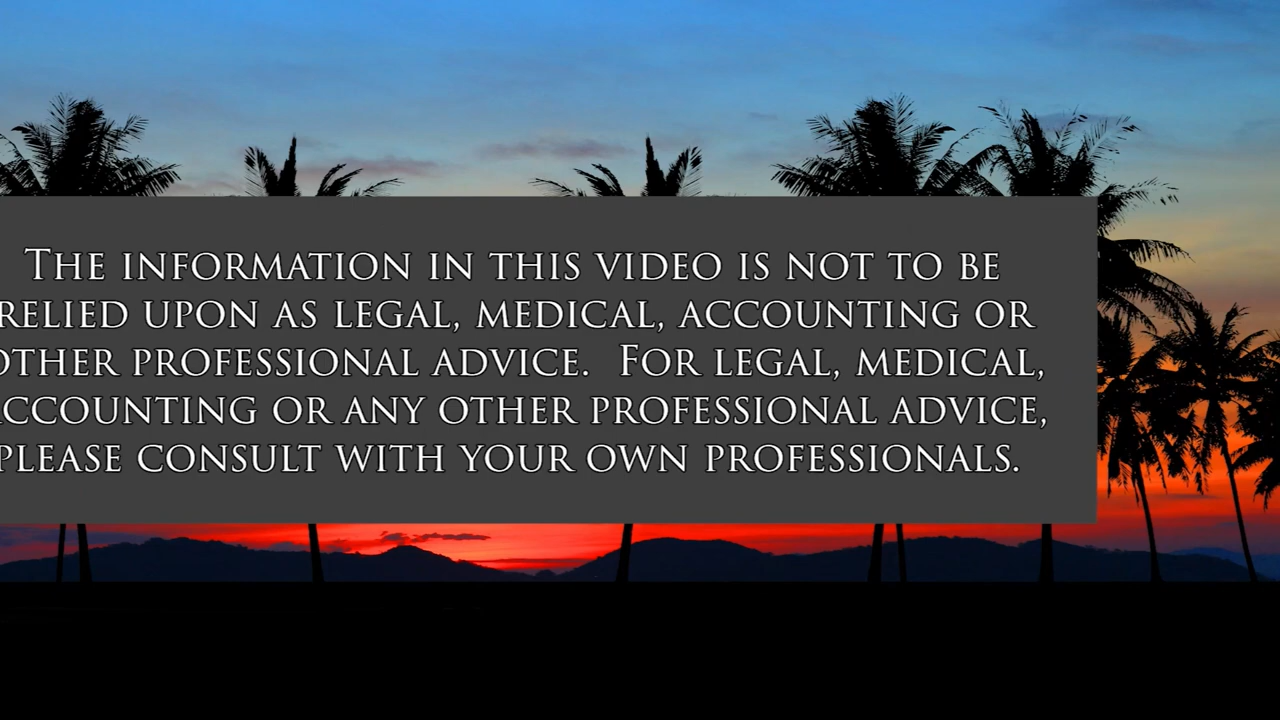 THE INFORMATION IN THIS VIDEO IS NOT TO BE
RELIED UPON AS LEGAL, MEDICAL, ACCOUNTING OR
OTHER PROFESSIONAL ADVICE. FOR LEGAL, MEDICAL,
ACCOUNTING OR ANY OTHER PROFESSIONAL ADVICE,
PLEASE CONSULT WITH YOUR OWN PROFESSIONALS.